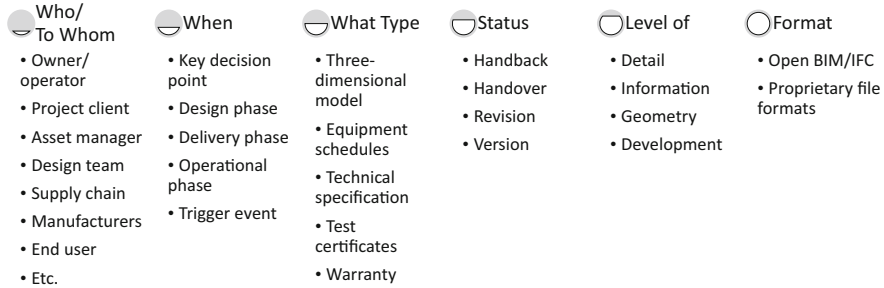 Who/
To Whom
• Owner/
operator
• Project client
• Asset manager
• Design team
• Supply chain
• Manufacturers
• End user
• Etc.
When
• Key decision
point
• Design phase
• Delivery phase
• Operational
phase
• Trigger event
What Type
• Three-
dimensional
model
• Equipment
schedules
• Technical
specification
• Test
certificates
• Warranty
Status
• Handback
• Handover
• Revision
• Version
Level of
• Detail
• Information
• Geometry
• Development
Format
• Open BIM/IFC
• Proprietary file
formats